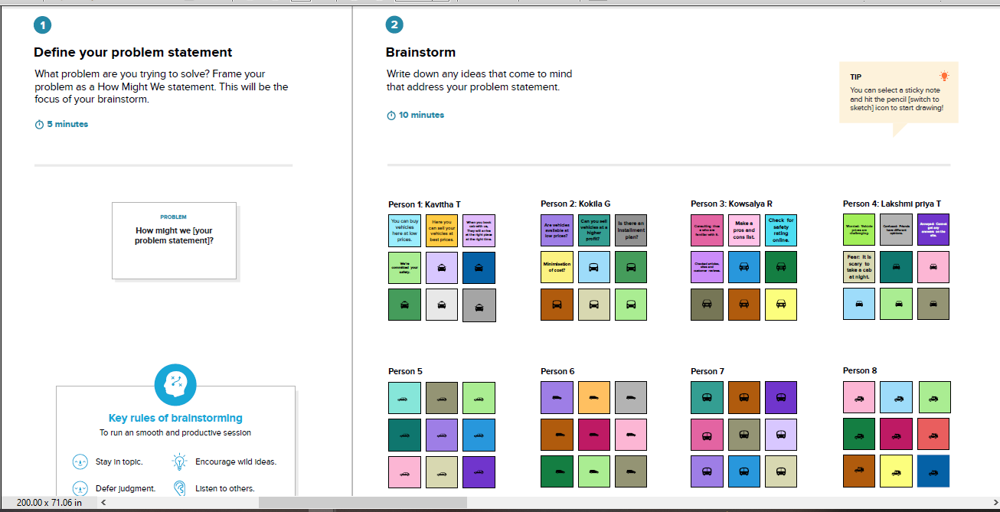 1
Define your problem statement
What problem are you trying to solve? Frame your
problem as a How Might We statement. This will be the
focus of your brainstorm.
5 minutes
PROBLEM
How might we [your
problem statement]?
Key rules of brainstorming
To run an smooth and productive session
Stay in topic.
Encourage wild ideas.
Defer judgment.
Listen to others.
2
Brainstorm
Write down any ideas that come to mind
that address your problem statement.
10 minutes
TIP
You can select a sticky note
and hit the pencil [switch to
sketch] icon to start drawing!
Person 1: Kavitha T
You can buy
vehicles
here at low
prices.
Here you
can sell your
vehicles at
best prices.
When you book
cab with us,
They will arrive
at the right place
at the right time.
We're
committed your
safety.
Person 2: Kokila G
Are vehicles
available at
low prices?
Can you sell
vehicles at a
higher
profit?
Is there an
installment
plan?
Minimisation
of cost?
Person 3: Kowsalya R
Consulting thos
e who are
familiar with it.
Make a
pros and
cons list.
Check for
safety
rating
online.
Checked articles,
sites and
customer reviews.
Person 4: Lakshmi priya T
Worried: Vehicle
prices are
challenging.
Confused: Friends
have different
opinions.
Annoyed: Cannot
get any
answers on the
site.
Fear: It is
scary to
take a cab
at night.
Person 5
Person 6
Person 7
Person 8
200.00 x 71.06 in